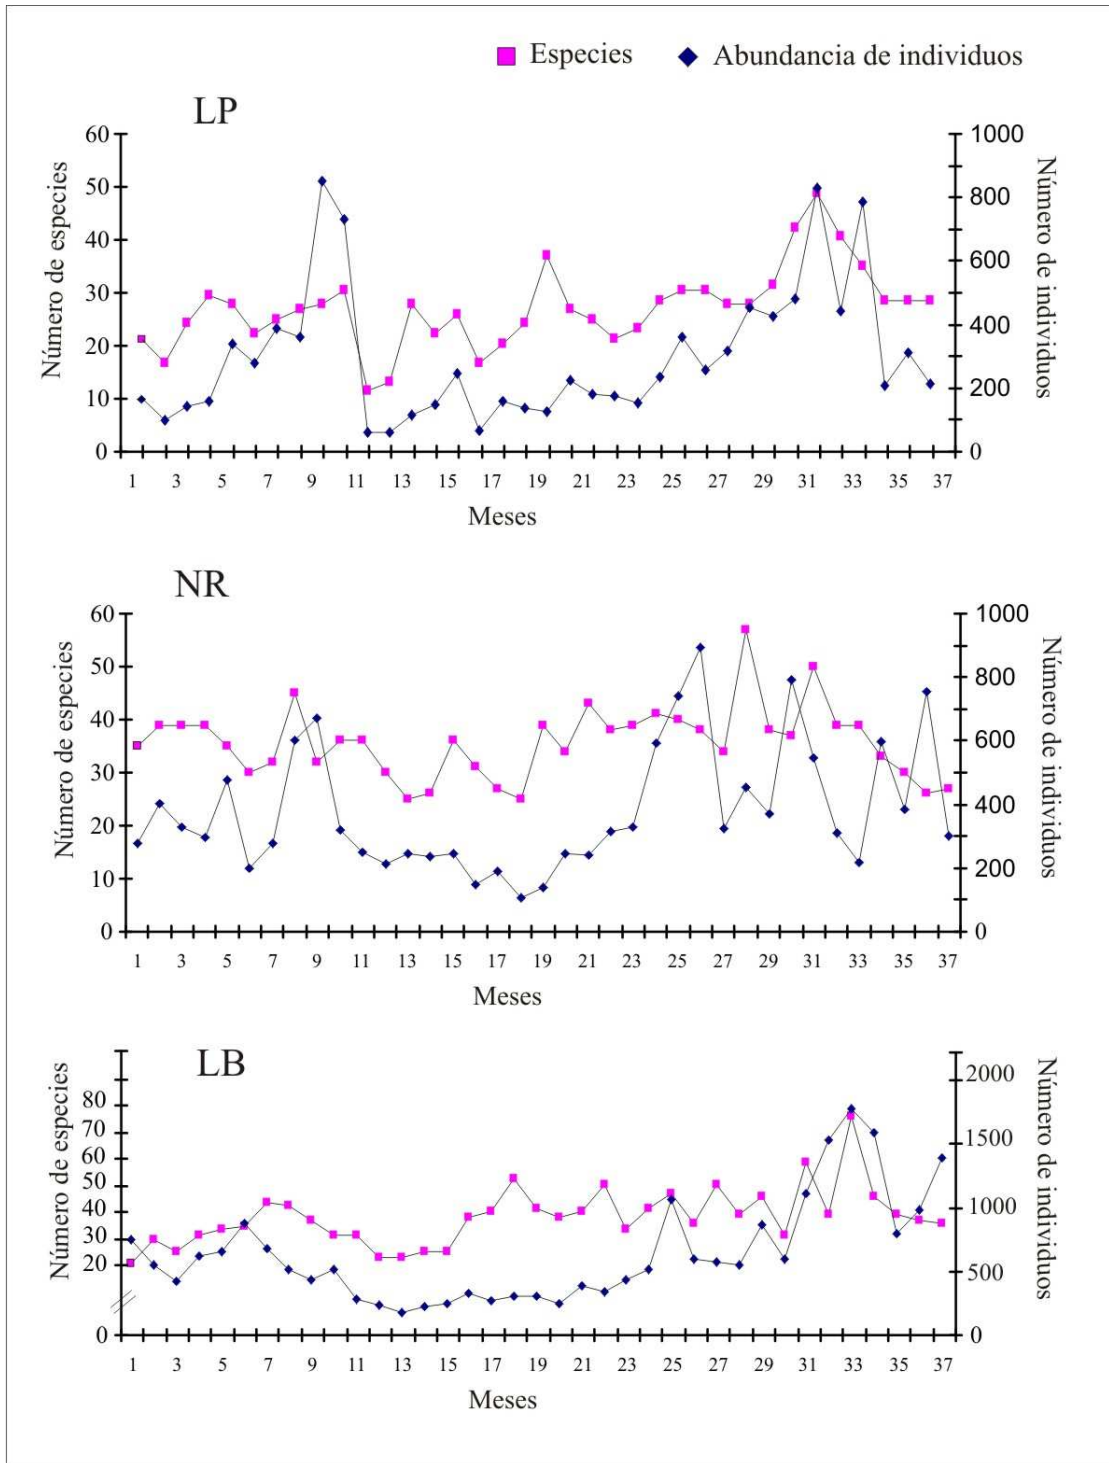 Especies Abundancia de individuos
LP
Número de especies
60
50
40
30
20
10
0
Número de individuos
1000
800
600
400
200
0
1 3 5 7 9 11 13 15 17 19 21 23 25 27 29 31 33 35 37
Meses
NR
Número de especies
60
50
40
30
20
10
0
Número de individuos
1000
800
600
400
200
0
1 3 5 7 9 11 13 15 17 19 21 23 25 27 29 31 33 35 37
Meses
LB
Número de especies
80
70
60
50
40
30
20
0
Número de individuos
2000
1500
1000
500
0
1 3 5 7 9 11 13 15 17 19 21 23 25 27 29 31 33 35 37
Meses